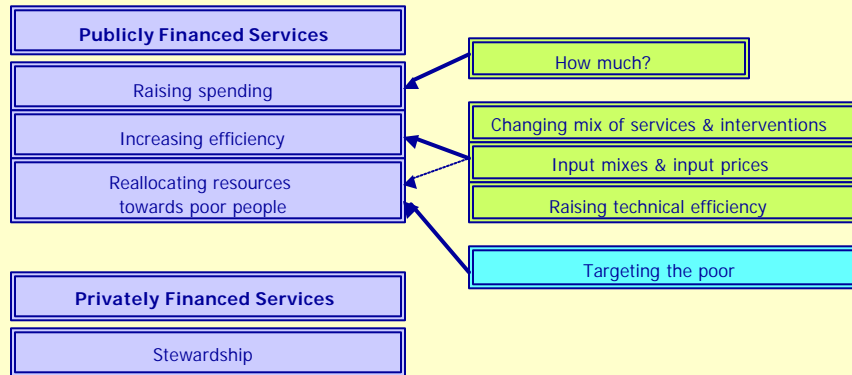 Publicly Financed Services
Raising spending
Increasing efficiency
Reallocating resources
towards poor people
Privately Financed Services
Stewardship
How much?
Changing mix of services & interventions
Input mixes & input prices
Raising technical efficiency
Targeting the poor